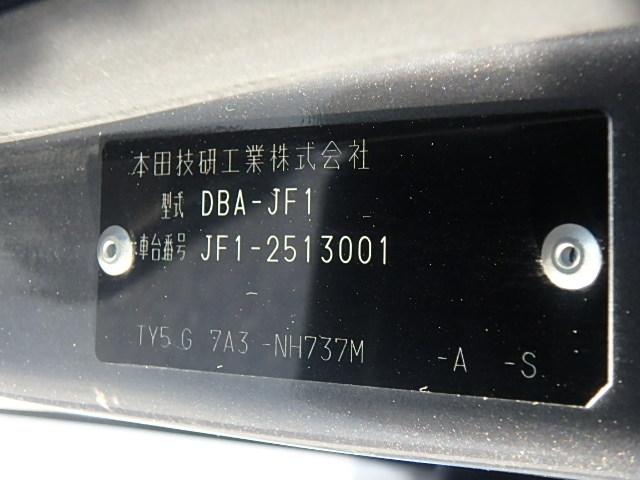 本田技研工業株式会社
型式 DBA-JF1
車台番号 JF1-2513001
-
TY5 G 7A3 -NH737M -A -S